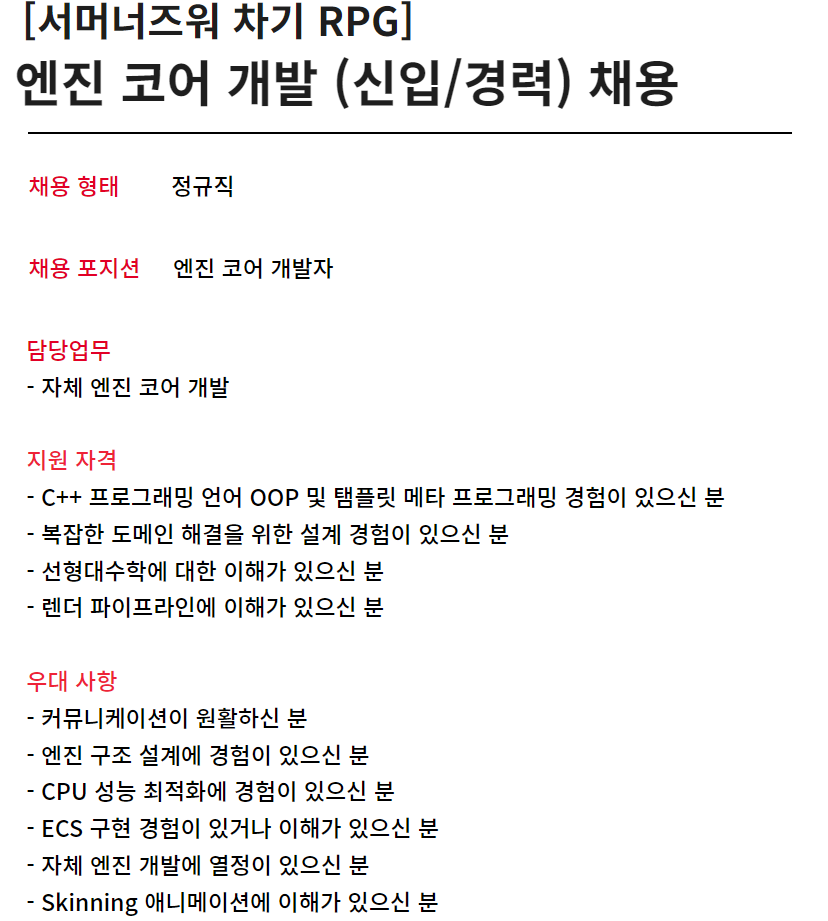 [서머너즈워 차기 RPG]
엔진 코어 개발 (신입/경력) 채용
채용 형태 정규직
채용 포지션 엔진 코어 개발자
담당업무
- 자체 엔진 코어 개발
지원 자격
- C++ 프로그래밍 언어 OOP 및 탬플릿 메타 프로그래밍 경험이 있으신 분
- 복잡한 도메인 해결을 위한 설계 경험이 있으신 분
- 선형대수학에 대한 이해가 있으신 분
- 렌더 파이프라인에 이해가 있으신 분
우대 사항
- 커뮤니케이션이 원활하신 분
- 엔진 구조 설계에 경험이 있으신 분
- CPU 성능 최적화에 경험이 있으신 분
- ECS 구현 경험이 있거나 이해가 있으신 분
- 자체 엔진 개발에 열정이 있으신 분
- Skinning 애니메이션에 이해가 있으신 분